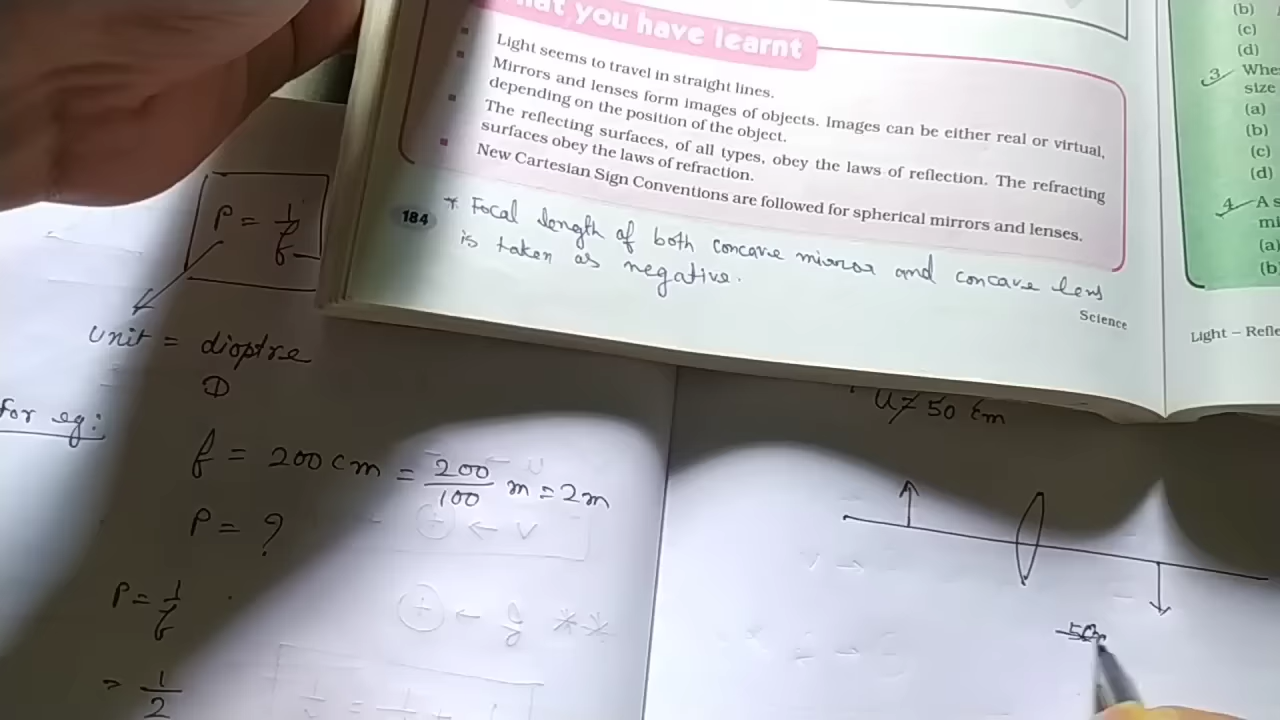 hat you have learnt
Light seems to travel in straight lines.
Mirrors and lenses form images of objects. Images can be either real or virtual,
depending on the position of the object.
The reflecting surfaces, of all types, obey the laws of reflection. The refracting
surfaces obey the laws of refraction.
New Cartesian Sign Conventions are followed for spherical mirrors and lenses.
184
* Focal length of both concave mirror and concave lens
is taken as negative.
Science
(b)
(c)
(d)
3 Whe
size
(a)
(b)
(c)
(d)
4 A s
mi
(a)
(b
Light – Refle
P = 1/f
unit = dioptre
D
For eg:
f = 200 cm = 200/100 m = 2m
P = ?
P = 1/f
= 1/2
50 cm